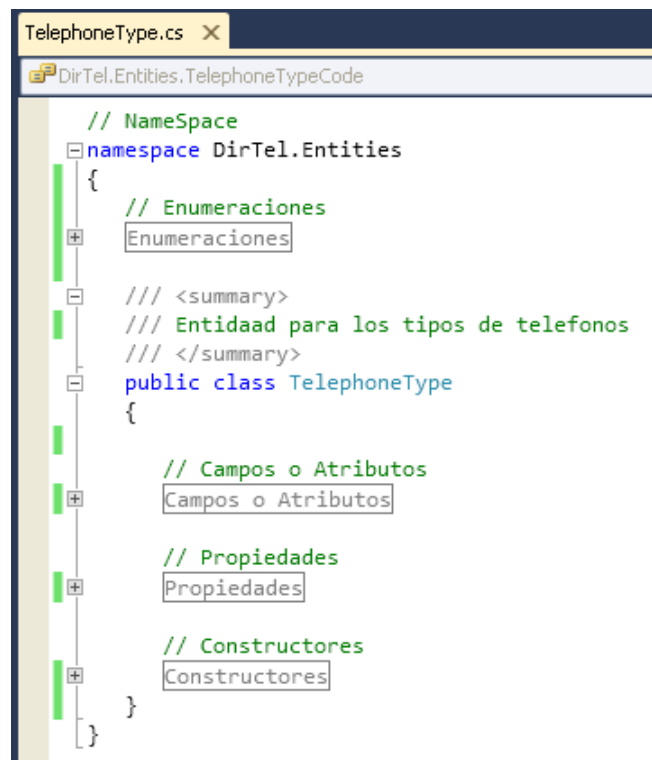 TelephoneType.cs
DirTel.Entities.TelephoneTypeCode
// NameSpace
namespace DirTel.Entities
{
// Enumeraciones
Enumeraciones
/// <summary>
/// Entidaad para los tipos de telefonos
/// </summary>
public class TelephoneType
{
// Campos o Atributos
Campos o Atributos
// Propiedades
Propiedades
// Constructores
Constructores
}
}